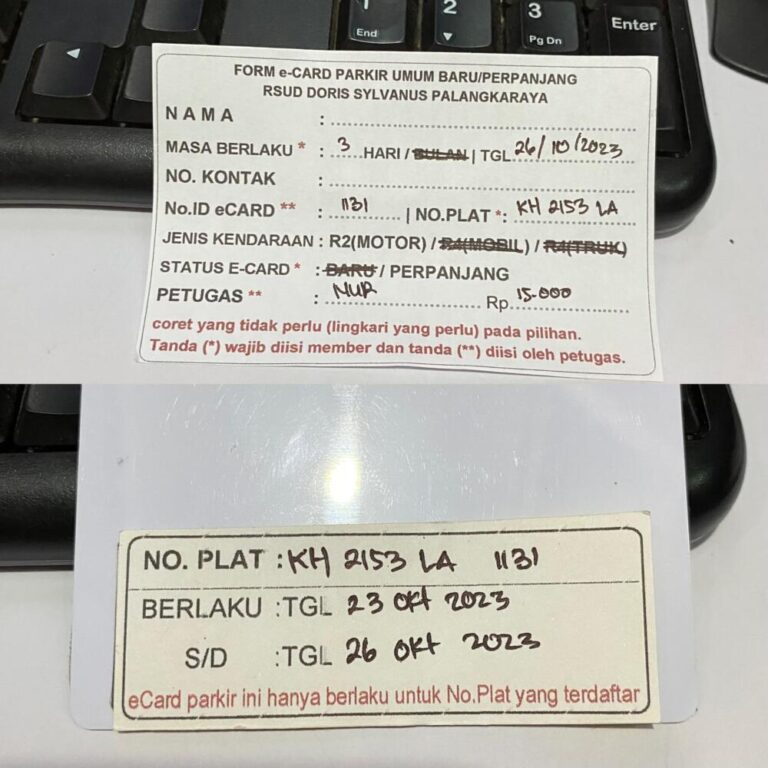 1
End
2
3
Pg Dn
Enter
FORM e-CARD PARKIR UMUM BARU/PERPANJANG
RSUD DORIS SYLVANUS PALANGKARAYA
NAMA :
MASA BERLAKU * : 3 HARI / BULAN | TGL 26/10/2023
NO. KONTAK :
No.ID eCARD ** : 1131 | NO.PLAT *: KH 2153 LA
JENIS KENDARAAN : R2(MOTOR) / R4(MOBIL) / R4(TRUK)
STATUS E-CARD * : BARU / PERPANJANG
PETUGAS ** : NUR Rp. 15.000
coret yang tidak perlu (lingkari yang perlu) pada pilihan.
Tanda (*) wajib diisi member dan tanda (**) diisi oleh petugas.
NO. PLAT : KH 2153 LA 1131
BERLAKU : TGL 23 Okt 2023
S/D : TGL 26 Okt 2023
eCard parkir ini hanya berlaku untuk No.Plat yang terdaftar